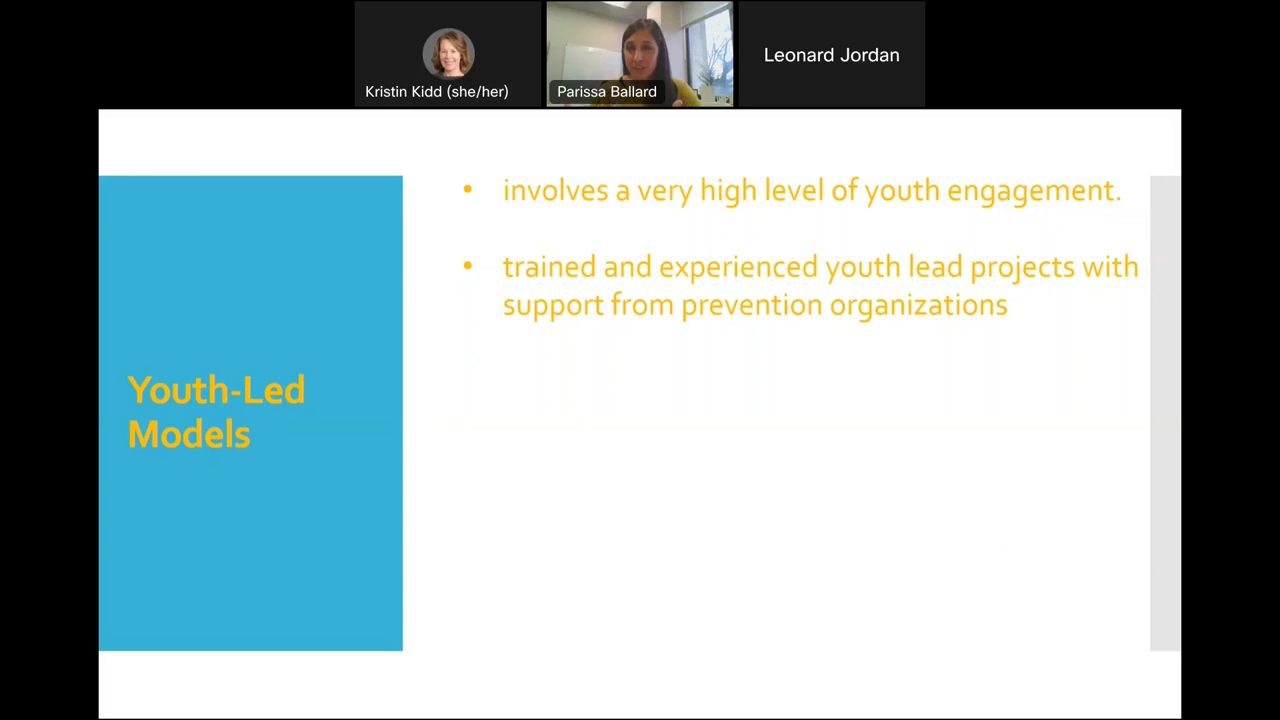 Kristin Kidd (she/her)
Parissa Ballard
Leonard Jordan
Youth-Led
Models
• involves a very high level of youth engagement.
• trained and experienced youth lead projects with
support from prevention organizations